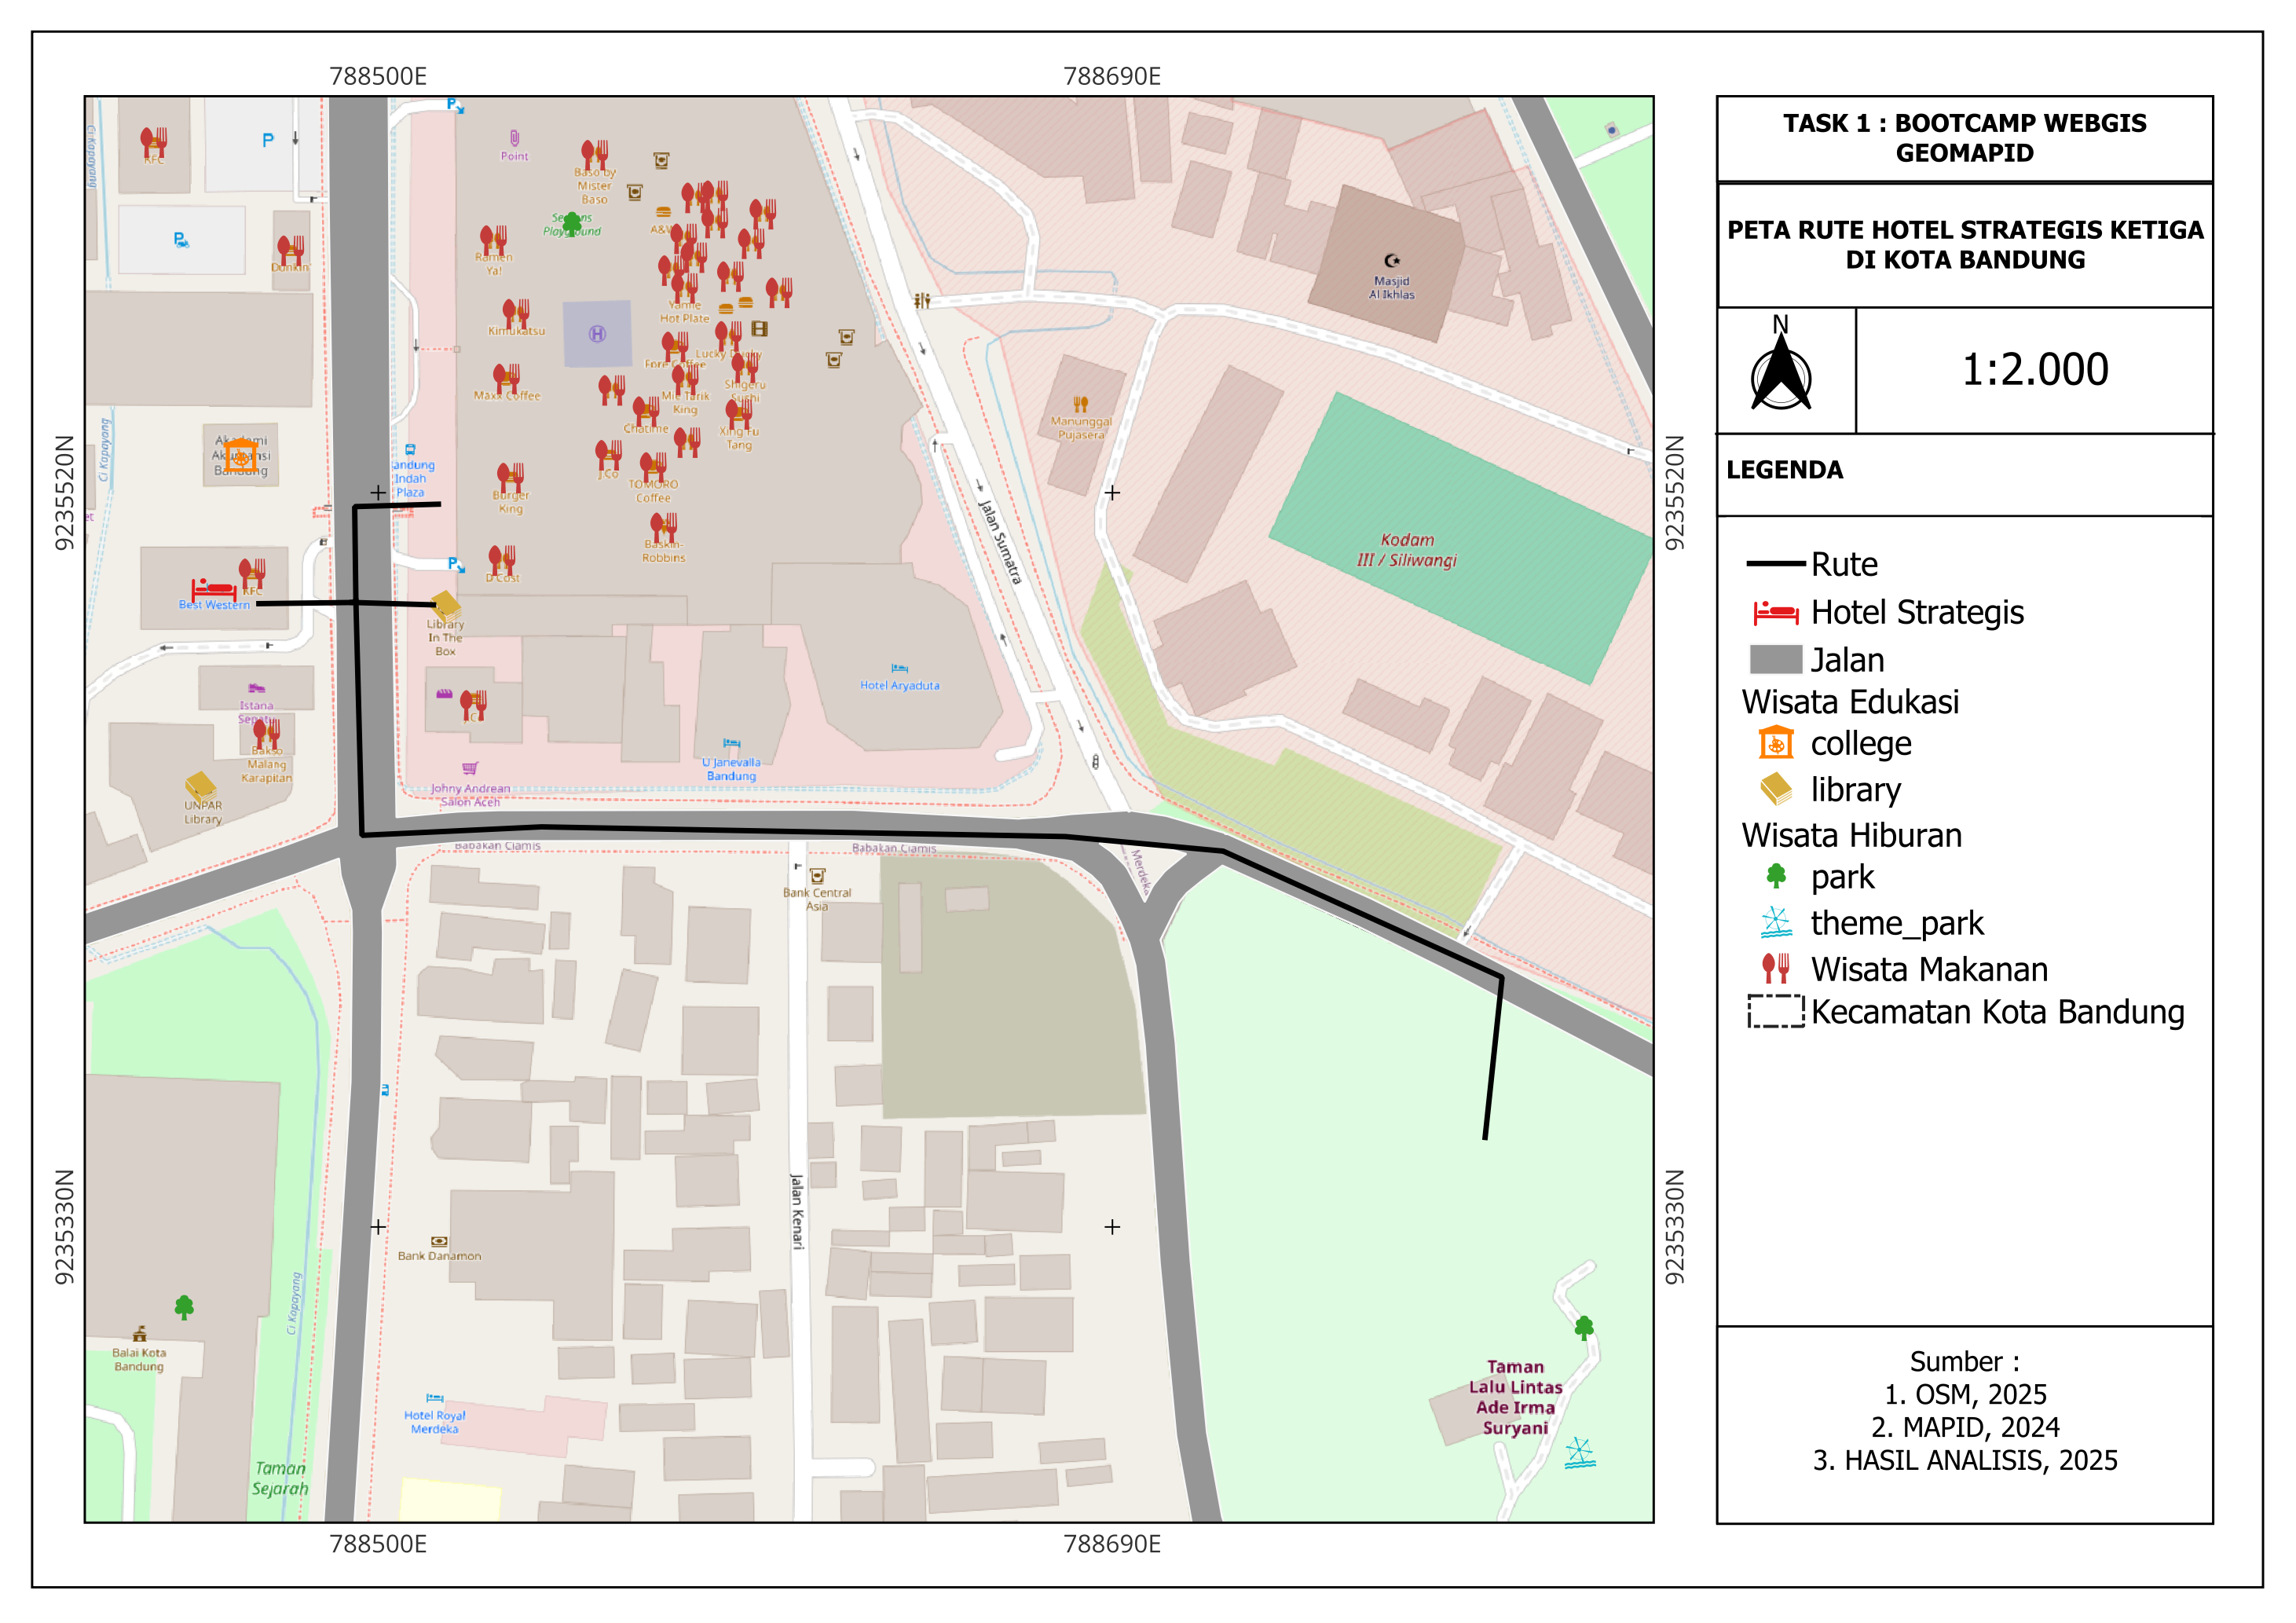 788500E
788690E
TASK 1 : BOOTCAMP WEBGIS
GEOMAPID
PETA RUTE HOTEL STRATEGIS KETIGA
DI KOTA BANDUNG
N
1:2.000
LEGENDA
Rute
Hotel Strategis
Jalan
Wisata Edukasi
college
library
Wisata Hiburan
park
theme_park
Wisata Makanan
Kecamatan Kota Bandung
Sumber :
1. OSM, 2025
2. MAPID, 2024
3. HASIL ANALISIS, 2025
9235520N
9235520N
9235330N
9235330N
788500E
788690E
Ci Kapayang
KFC
P
P
Point
Baso by
Mister
Baso
Playground
Ramen
Ya!
Dunkin'
A&W
Yamie
Hot Plate
Kimukatsu
H
Masjid
Al Ikhlas
Fore Coffee
Lucky
Maxx Coffee
Mie Tarik
King
Shigeru
Sushi
Chatime
Xing Fu
Tang
Manunggal
Pujasera
Ci Kapayang
Akademi
Akuntansi
Bandung
Indah
Plaza
J.Co
TOMORO
Coffee
Burger
King
Jalan Sumatra
Kodam
III / Siliwangi
Baskin-
Robbins
D'Cost
KFC
Best Western
P
Library
In The
Box
Hotel Aryaduta
Istana
Bakso
Malang
Karapitan
UNPAR
Library
U Janevalla
Bandung
Johny Andrean
Salon Aceh
Babakan Ciamis
Babakan Ciamis
Merdeka
Bank Central
Asia
Jalan Kenari
Bank Danamon
Ci Kapayang
Balai Kota
Bandung
Hotel Royal
Merdeka
Taman
Sejarah
Taman
Lalu Lintas
Ade Irma
Suryani